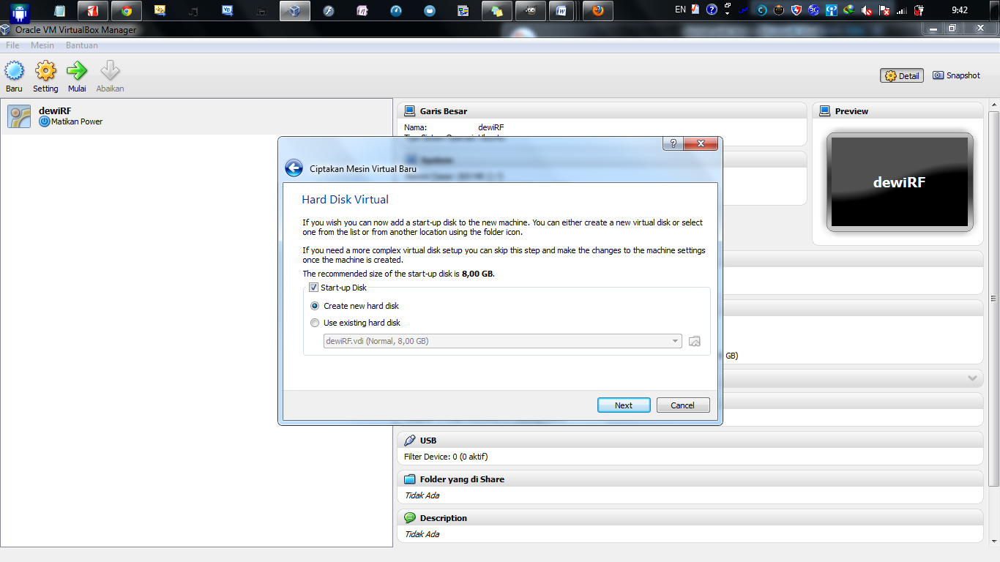 EN
9:42
Oracle VM VirtualBox Manager
File Mesin Bantuan
Baru Setting Mulai Abaikan
Detail Snapshot
dewiRF
Matikan Power
Garis Besar
Nama: dewiRF
Preview
dewiRF
Ciptakan Mesin Virtual Baru
Hard Disk Virtual
If you wish you can now add a start-up disk to the new machine. You can either create a new virtual disk or select
one from the list or from another location using the folder icon.
If you need a more complex virtual disk setup you can skip this step and make the changes to the machine settings
once the machine is created.
The recommended size of the start-up disk is 8,00 GB.
Start-up Disk
Create new hard disk
Use existing hard disk
dewiRF.vdi (Normal, 8,00 GB)
GB)
Next Cancel
USB
Filter Device: 0 (0 aktif)
Folder yang di Share
Tidak Ada
Description
Tidak Ada